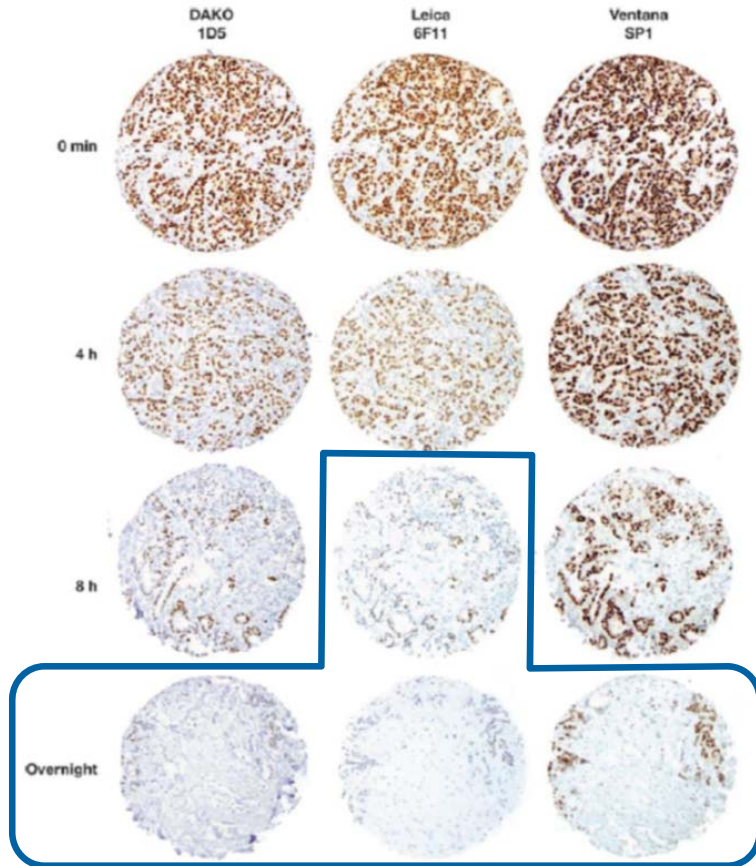 DAKO
1D5
Leica
6F11
Ventana
SP1
0 min
4 h
8 h
Overnight